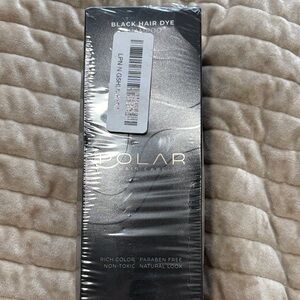 BLACK HAIR DYE
POLAR
RICH COLOR PARABEN FREE
NON-TOXIC NATURAL LOOK